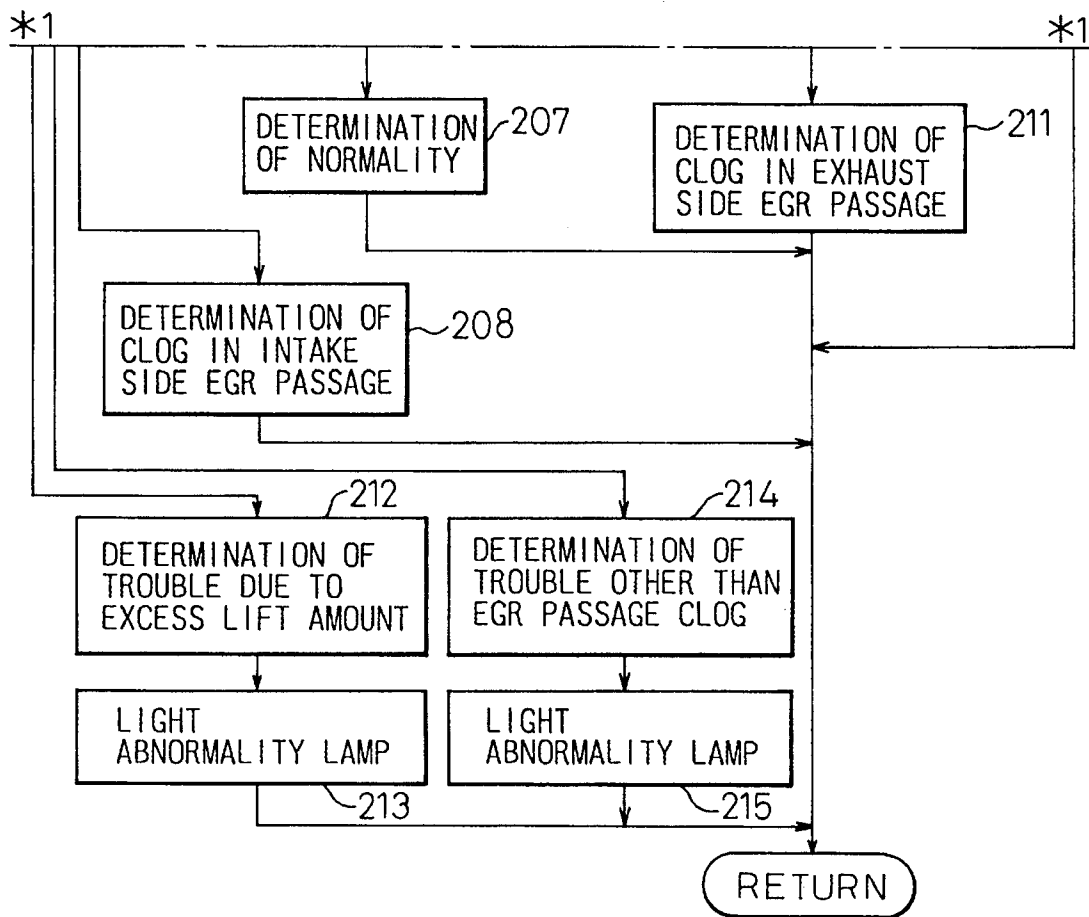 *1
*1
DETERMINATION
OF NORMALITY
207
DETERMINATION OF
CLOG IN EXHAUST
SIDE EGR PASSAGE
211
DETERMINATION OF
CLOG IN INTAKE
SIDE EGR PASSAGE
208
212
DETERMINATION OF
TROUBLE DUE TO
EXCESS LIFT AMOUNT
214
DETERMINATION OF
TROUBLE OTHER THAN
EGR PASSAGE CLOG
LIGHT
ABNORMALITY LAMP
213
LIGHT
ABNORMALITY LAMP
215
RETURN